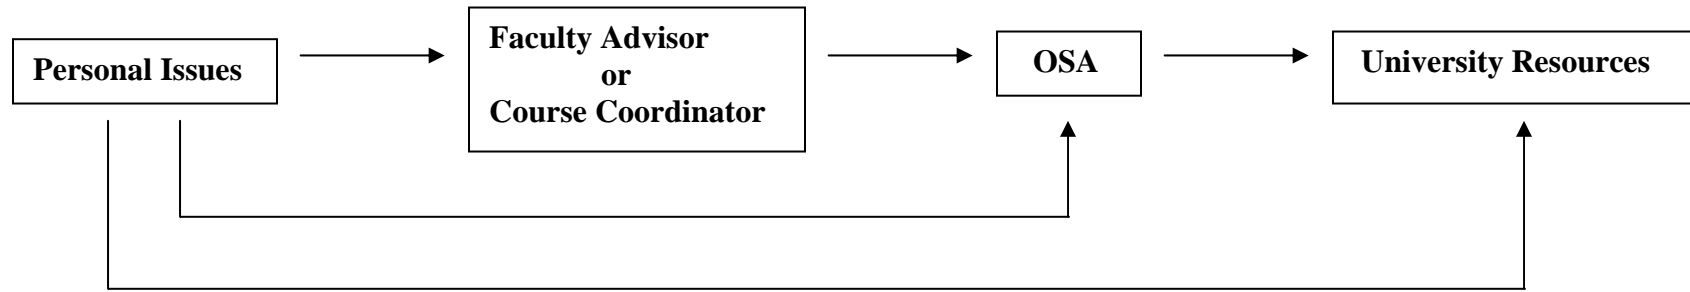 Personal Issues
Faculty Advisor
or
Course Coordinator
OSA
University Resources